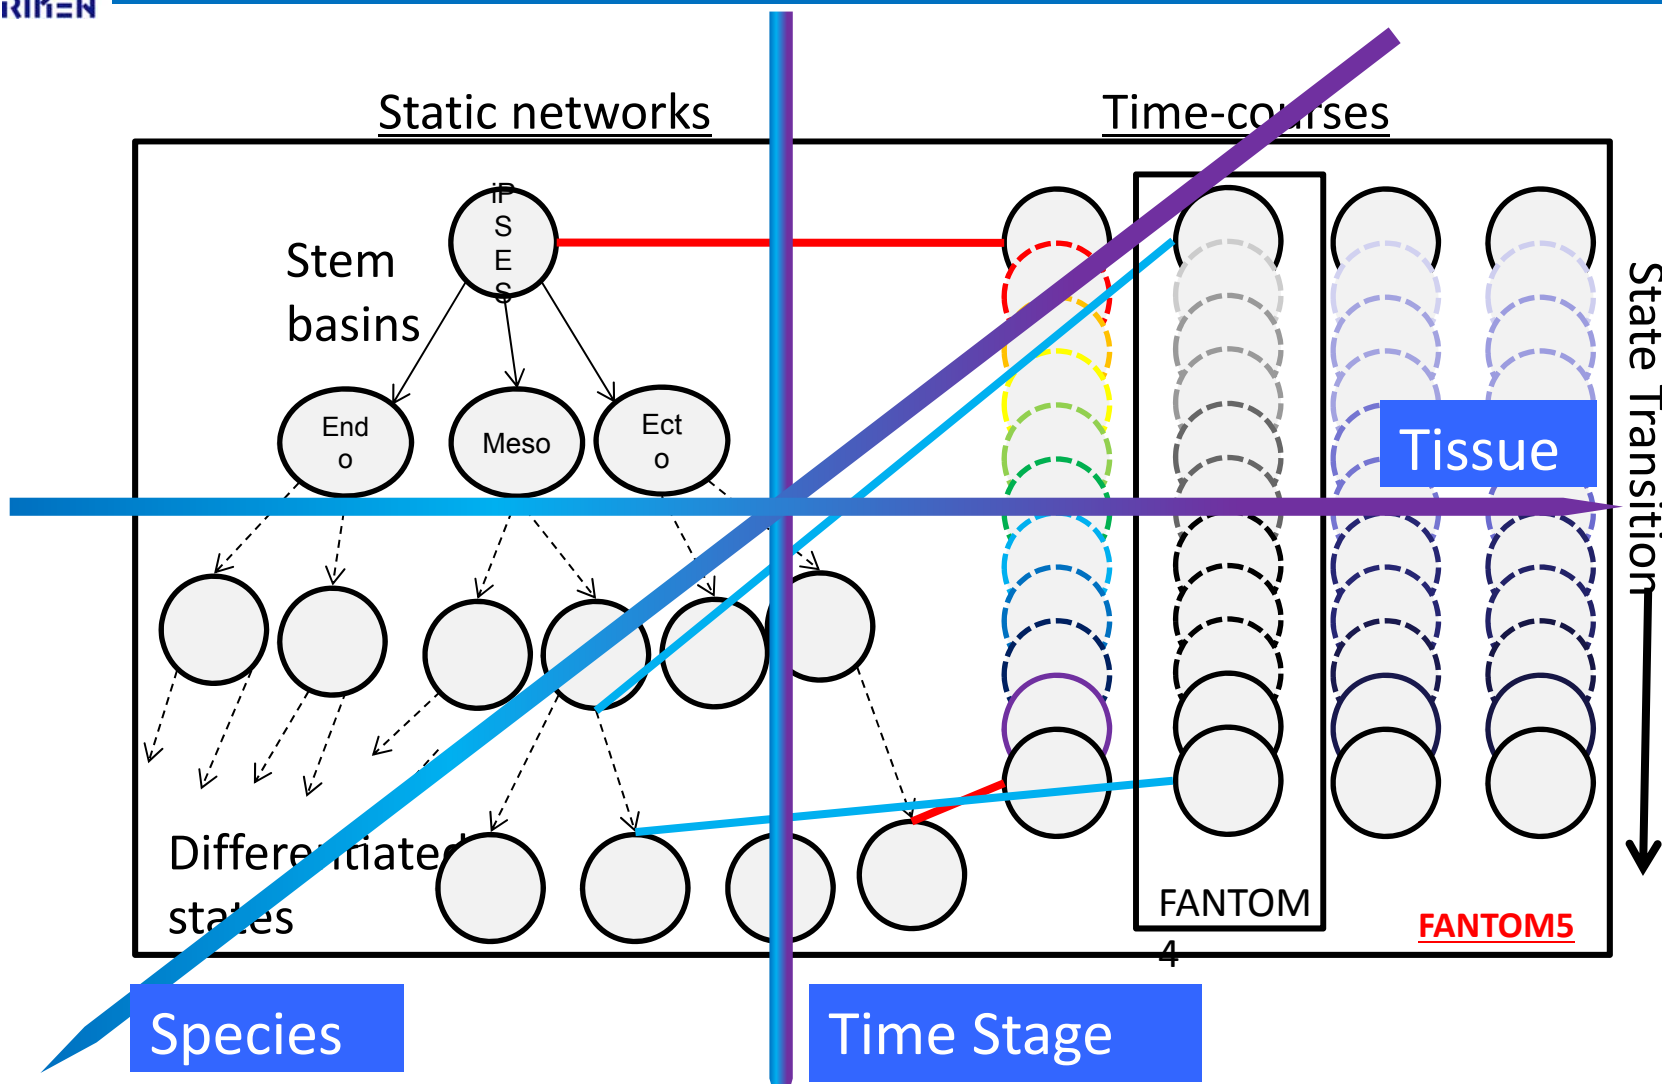 RIKEN
Static networks
Time-courses
iP
S
E
S
Stem
basins
End
o
Meso
Ect
o
Tissue
State Transition
Differentiated
states
FANTOM
4
FANTOM5
Species
Time Stage